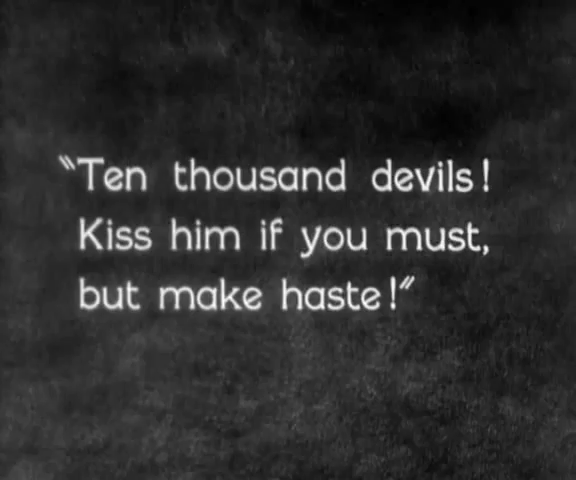 "Ten thousand devils!
Kiss him if you must,
but make haste!"